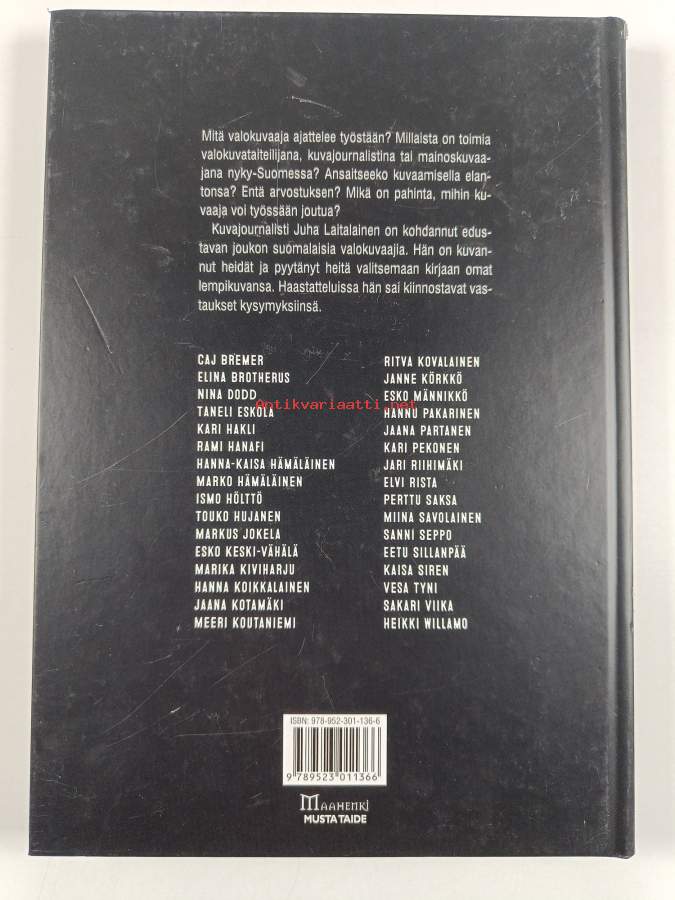 Mitä valokuvaaja ajattelee työstään? Millaista on toimia
valokuvataiteilijana, kuvajournalistina tai mainoskuvaa-
jana nyky-Suomessa? Ansaitseeko kuvaamisella elan-
tonsa? Entä arvostuksen? Mikä on pahinta, mihin ku-
vaaja voi työssään joutua?
Kuvajournalisti Juha Laitalainen on kohdannut edus-
tavan joukon suomalaisia valokuvaajia. Hän on kuvan-
nut heidät ja pyytänyt heitä valitsemaan kirjaan omat
lempikuvansa. Haastatteluissa hän sai kiinnostavat vas-
taukset kysymyksiinsä.
CAJ BREMER
ELINA BROTHERUS
NINA DODD
TANELI ESKOLA
KARI HAKLI
RAMI HANAFI
HANNA-KAISA HÄMÄLÄINEN
MARKO HÄMÄLÄINEN
ISMO HÖLTTÖ
TOUKO HUJANEN
MARKUS JOKELA
ESKO KESKI-VÄHÄLÄ
MARIKA KIVIHARJU
HANNA KOIKKALAINEN
JAANA KOTAMÄKI
MEERI KOUTANIEMI
RITVA KOVALAINEN
JANNE KÖRKKÖ
ESKO MÄNNIKKÖ
HANNU PAKARINEN
JAANA PARTANEN
KARI PEKONEN
JARI RIIHIMÄKI
ELVI RISTA
PERTTU SAKSA
MIINA SAVOLAINEN
SANNI SEPPO
EETU SILLANPÄÄ
KAISA SIREN
VESA TYNI
SAKARI VIIKA
HEIKKI WILLAMO
Antikvariaatti.net
ISBN: 978-952-301-136-6
9 789523 011366
MAAHENKI
MUSTA TAIDE